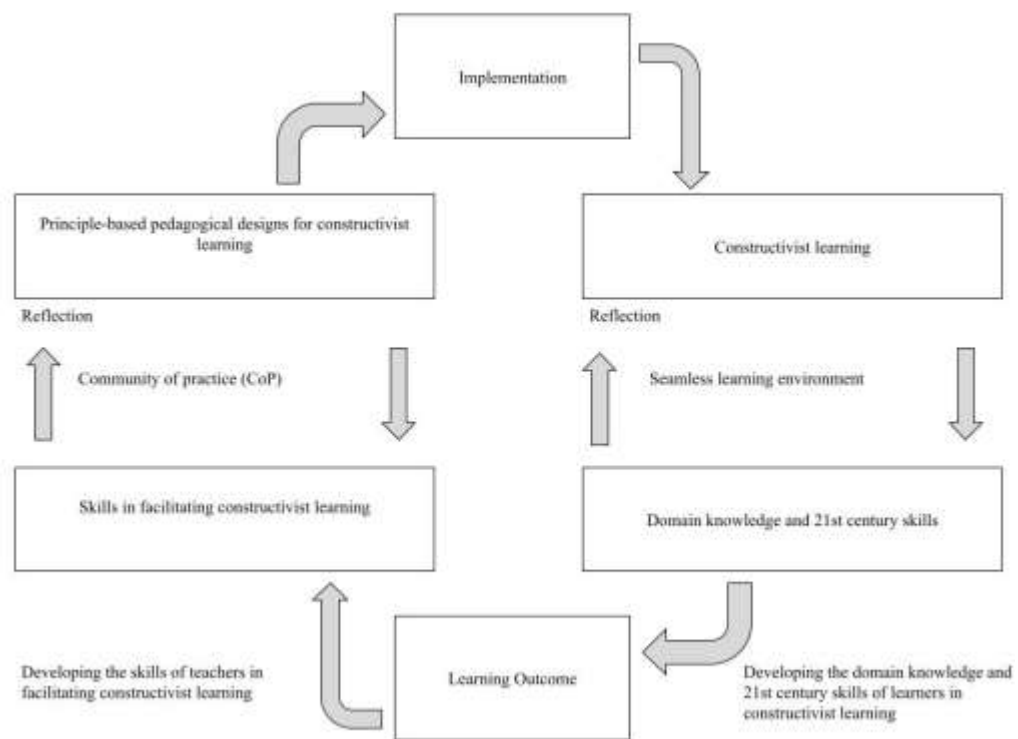 Implementation
Principle-based pedagogical designs for constructivist
learning
Constructivist learning
Reflection
Reflection
Community of practice (CoP)
Seamless learning environment
Skills in facilitating constructivist learning
Domain knowledge and 21st century skills
Developing the skills of teachers in
facilitating constructivist learning
Learning Outcome
Developing the domain knowledge and
21st century skills of learners in
constructivist learning